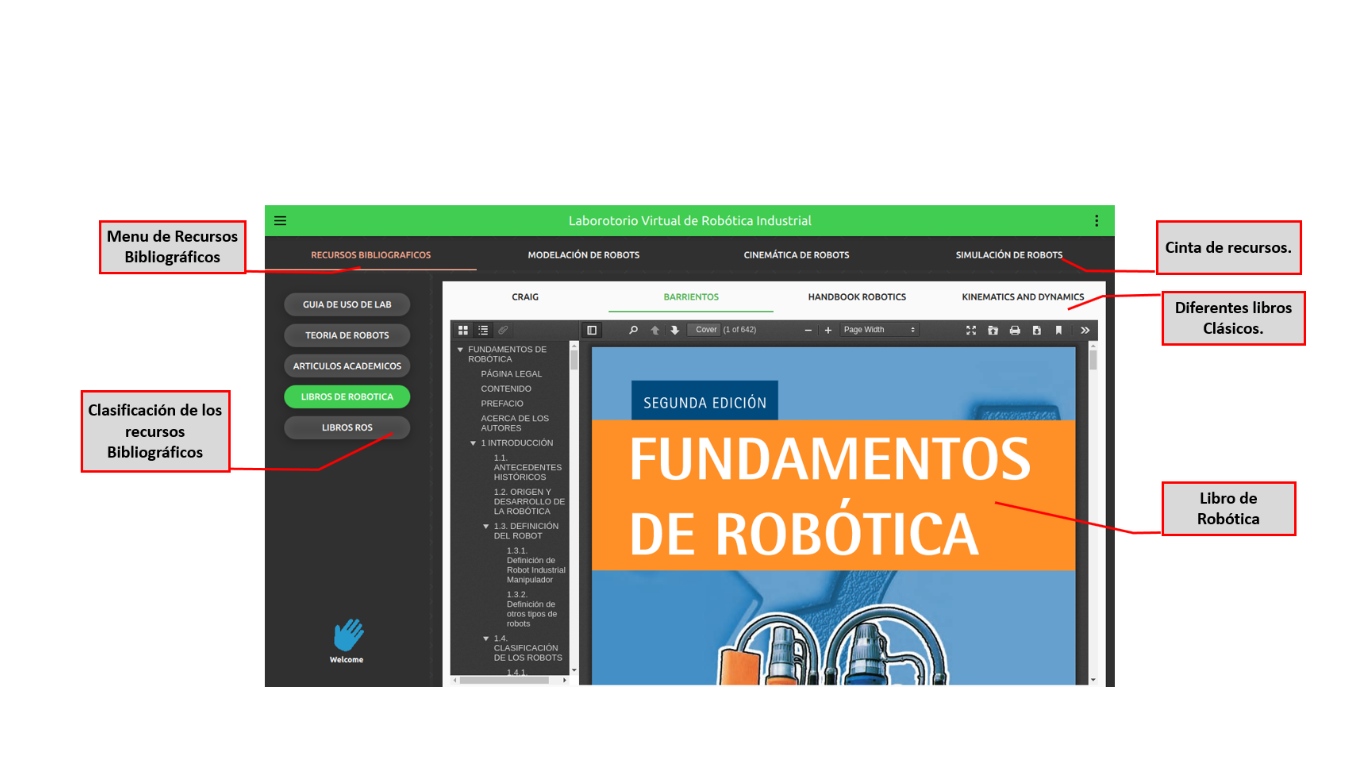 Laborotorio Virtual de Robótica Industrial
Menu de Recursos
Bibliográficos
Cinta de recursos.
RECURSOS BIBLIOGRAFICOS
MODELACIÓN DE ROBOTS
CINEMÁTICA DE ROBOTS
SIMULACIÓN DE ROBOTS
GUIA DE USO DE LAB
TEORIA DE ROBOTS
ARTICULOS ACADEMICOS
LIBROS DE ROBOTICA
LIBROS ROS
Welcome
Clasificación de los
recursos
Bibliográficos
CRAIG
BARRIENTOS
HANDBOOK ROBOTICS
KINEMATICS AND DYNAMICS
Diferentes libros
Clásicos.
Cover (1 of 642)
Page Width
FUNDAMENTOS DE
ROBÓTICA
PÁGINA LEGAL
CONTENIDO
PREFACIO
ACERCA DE LOS
AUTORES
1 INTRODUCCIÓN
1.1.
ANTECEDENTES
HISTÓRICOS
1.2. ORIGEN Y
DESARROLLO DE
LA ROBÓTICA
1.3. DEFINICIÓN
DEL ROBOT
1.3.1.
Definición de
Robot Industrial
Manipulador
1.3.2.
Definición de
otros tipos de
robots
1.4.
CLASIFICACIÓN
DE LOS ROBOTS
1.4.1.
SEGUNDA EDICIÓN
FUNDAMENTOS
DE ROBÓTICA
Libro de
Robótica